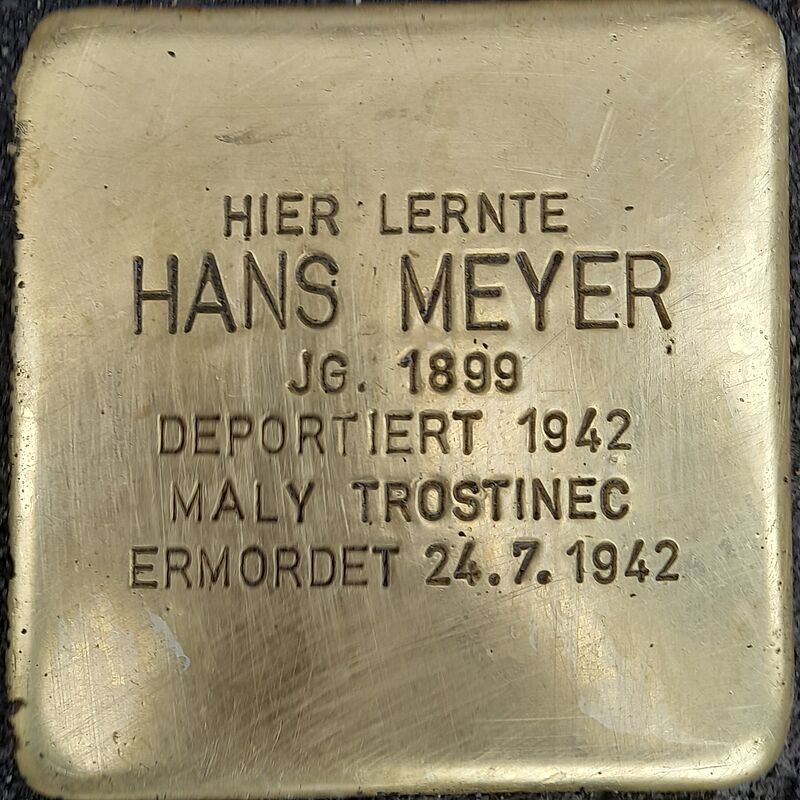 HIER LERNTE
HANS MEYER
JG. 1899
DEPORTIERT 1942
MALY TROSTINEC
ERMORDET 24.7.1942